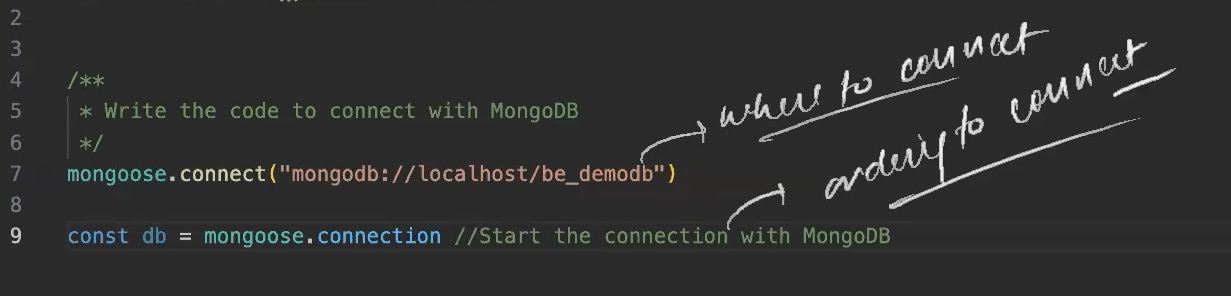 2
3
4 /**
5 * Write the code to connect with MongoDB
6 */
7 mongoose.connect("mongodb://localhost/be_demodb")
where to connect
8
ordering to connect
9 const db = mongoose.connection //Start the connection with MongoDB